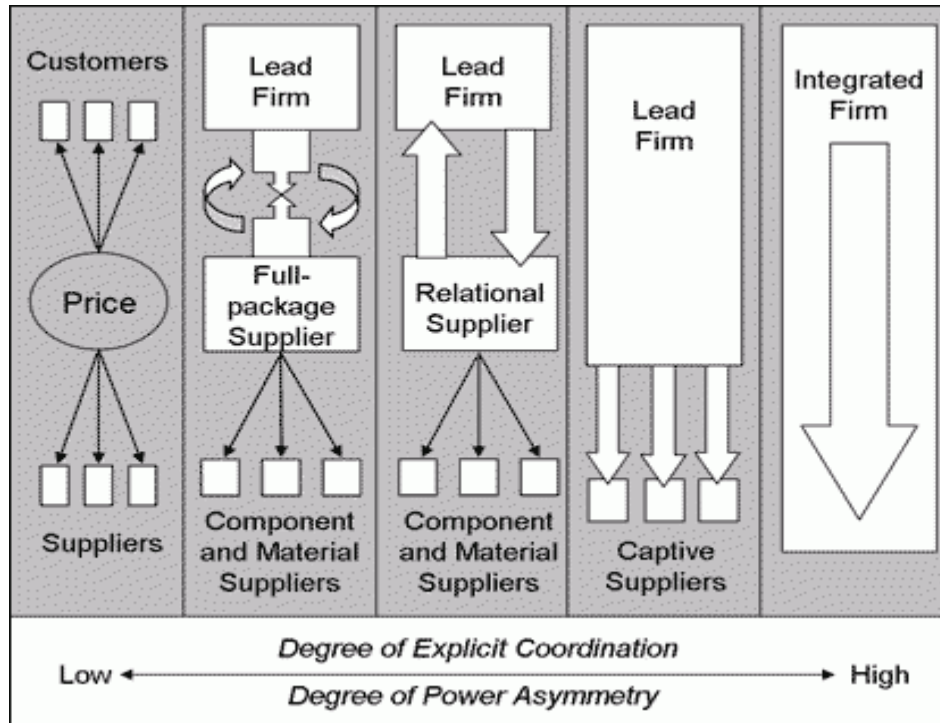 Customers
Price
Suppliers
Lead
Firm
Full-
package
Supplier
Component
and Material
Suppliers
Lead
Firm
Relational
Supplier
Component
and Material
Suppliers
Lead
Firm
Captive
Suppliers
Integrated
Firm
Degree of Explicit Coordination
Low
High
Degree of Power Asymmetry